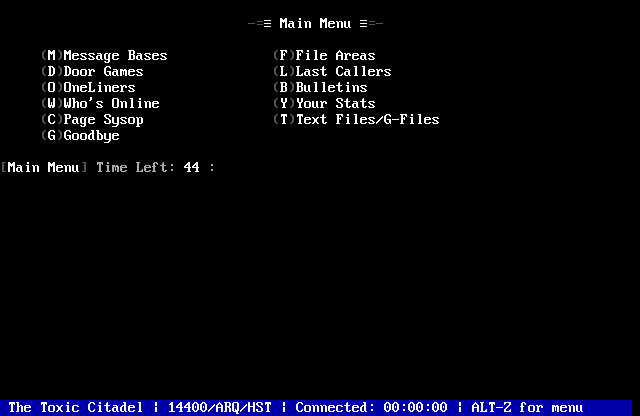 -=≡ Main Menu ≡=-
(M)Message Bases (F)File Areas
(D)Door Games (L)Last Callers
(O)OneLiners (B)Bulletins
(W)Who's Online (Y)Your Stats
(C)Page Sysop (T)Text Files/G-Files
(G)Goodbye
[Main Menu] Time Left: 44 :
The Toxic Citadel ¦ 14400/ARQ/HST ¦ Connected: 00:00:00 ¦ ALT-Z for menu